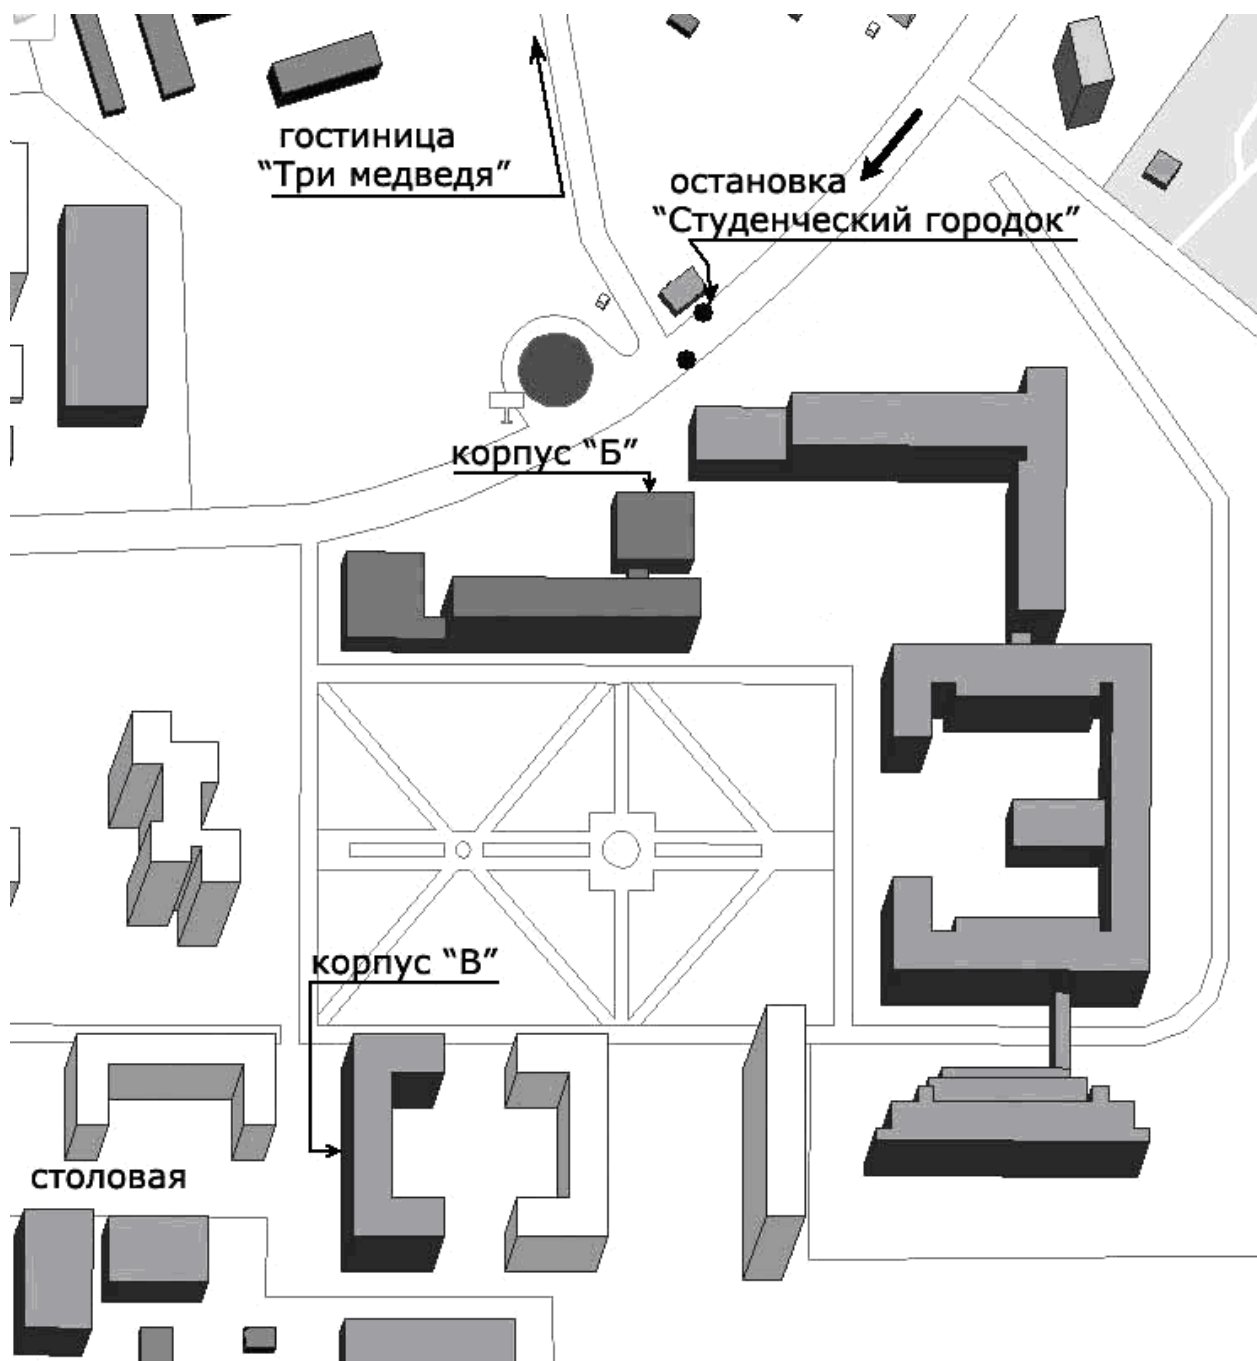 гостиница
“Три медведя”
остановка
“Студенческий городок”
корпус “Б”
корпус “В”
столовая